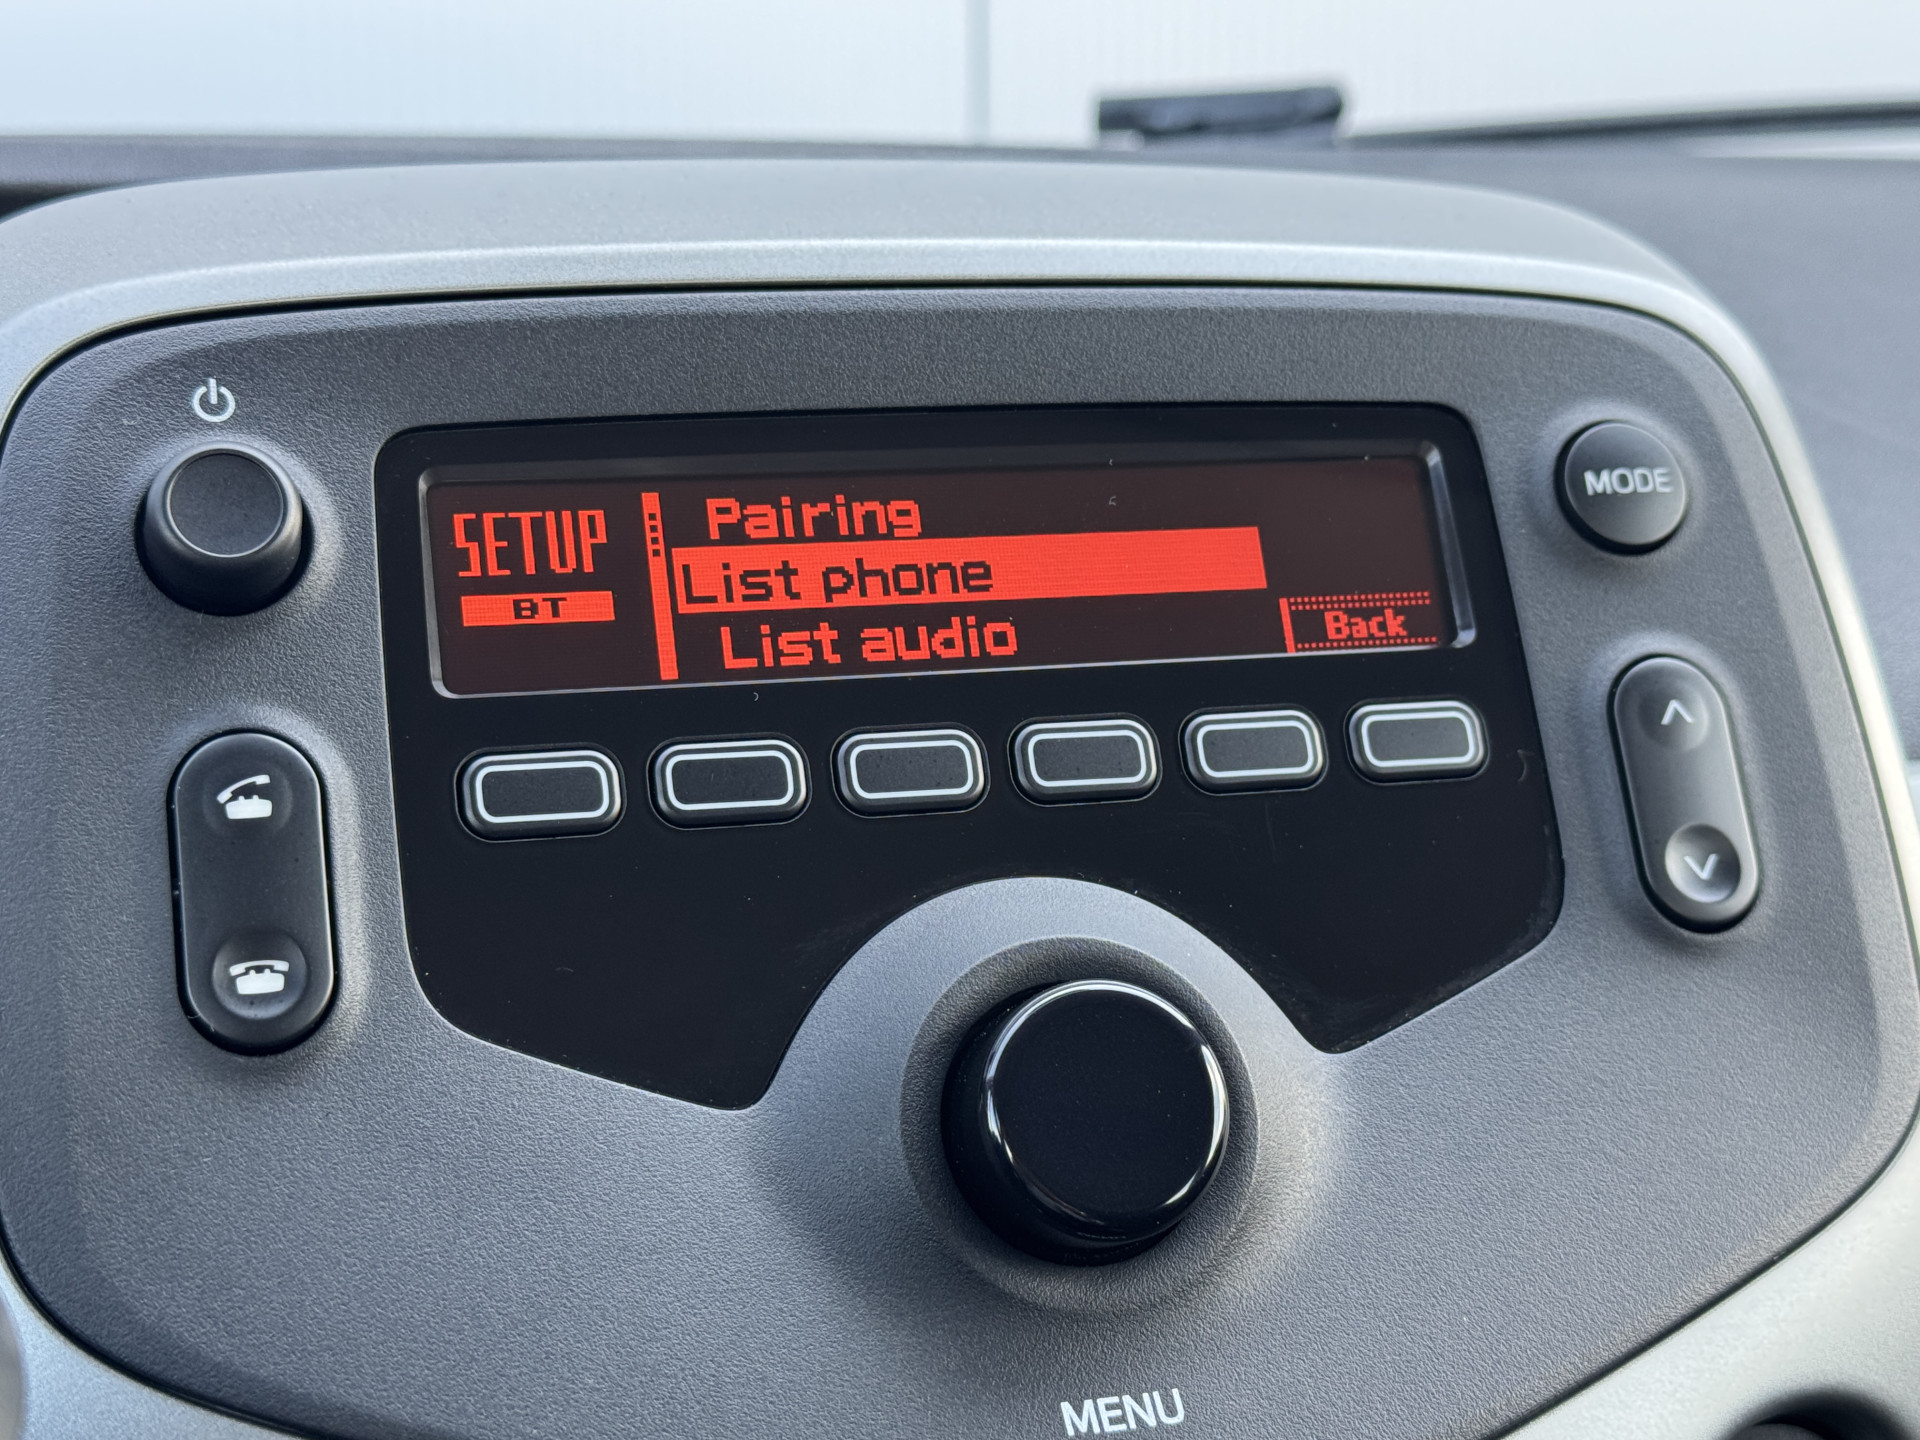 SETUP
BT
Pairing
List phone
List audio
Back
MODE
MENU